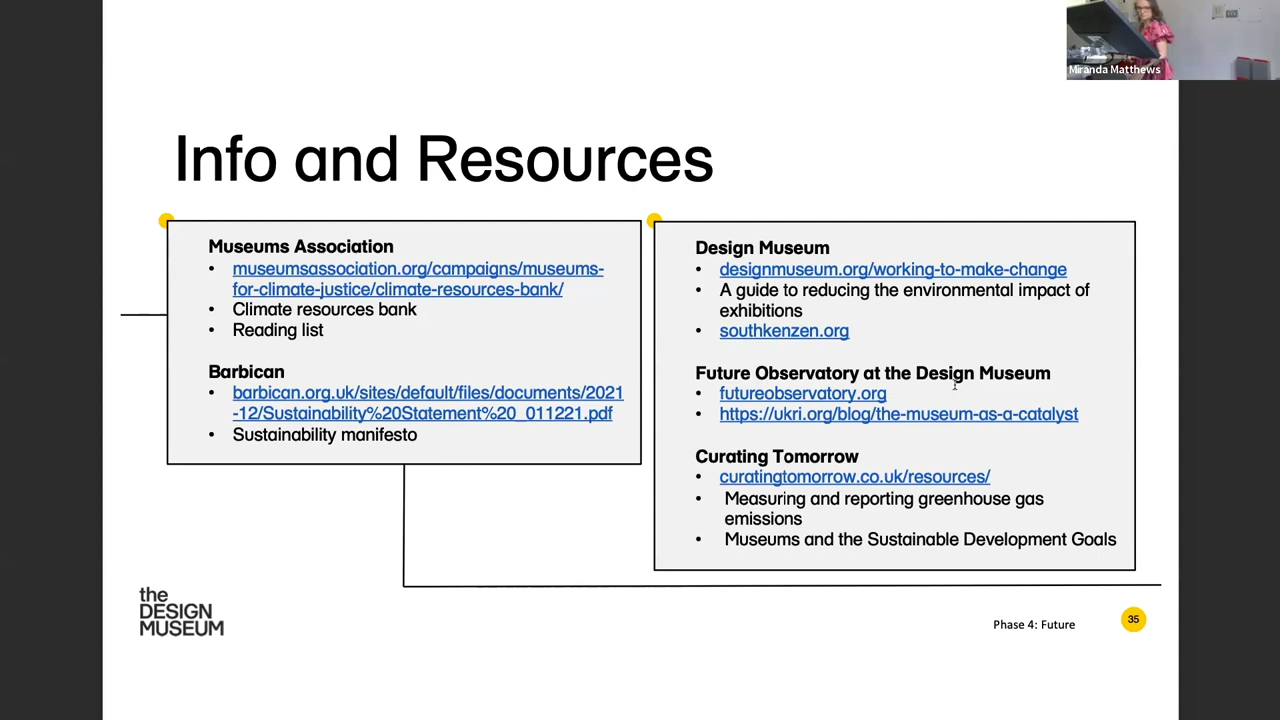 Miranda Matthews
Info and Resources
Museums Association
• museumsassociation.org/campaigns/museums-
for-climate-justice/climate-resources-bank/
• Climate resources bank
• Reading list
Barbican
• barbican.org.uk/sites/default/files/documents/2021
-12/Sustainability%20Statement%20_011221.pdf
• Sustainability manifesto
Design Museum
• designmuseum.org/working-to-make-change
• A guide to reducing the environmental impact of
exhibitions
• southkenzen.org
Future Observatory at the Design Museum
• futureobservatory.org
• https://ukri.org/blog/the-museum-as-a-catalyst
Curating Tomorrow
• curatingtomorrow.co.uk/resources/
• Measuring and reporting greenhouse gas
emissions
• Museums and the Sustainable Development Goals
the
DESIGN
MUSEUM
Phase 4: Future
35